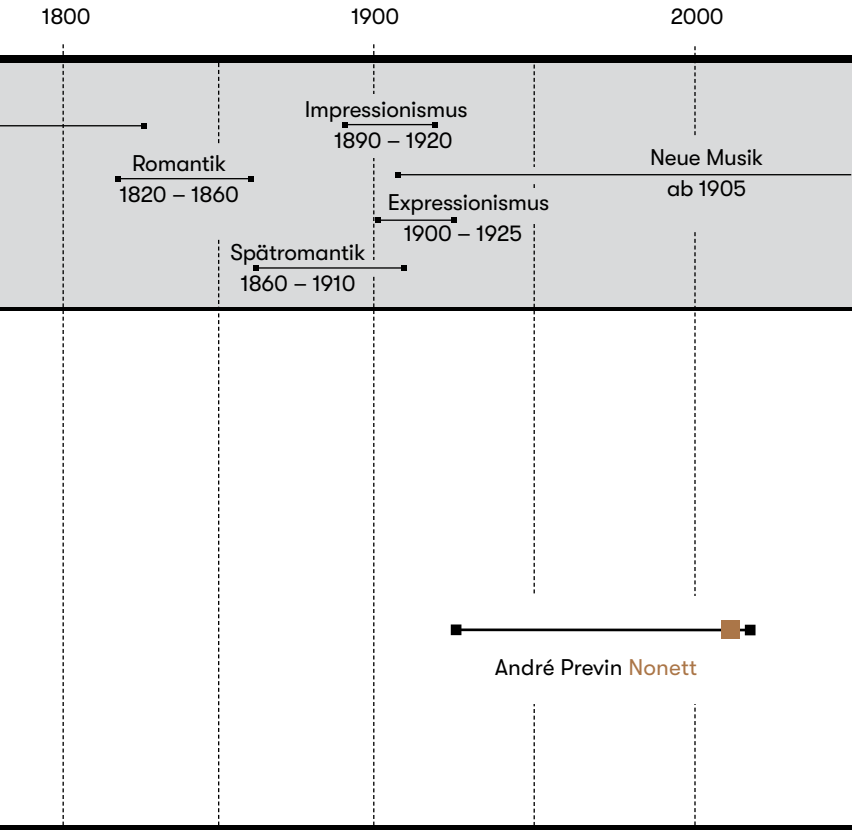 1800 1900 2000
Impressionismus
1890 – 1920
Romantik
1820 – 1860
Neue Musik
ab 1905
Expressionismus
1900 – 1925
Spätromantik
1860 – 1910
André Previn Nonett